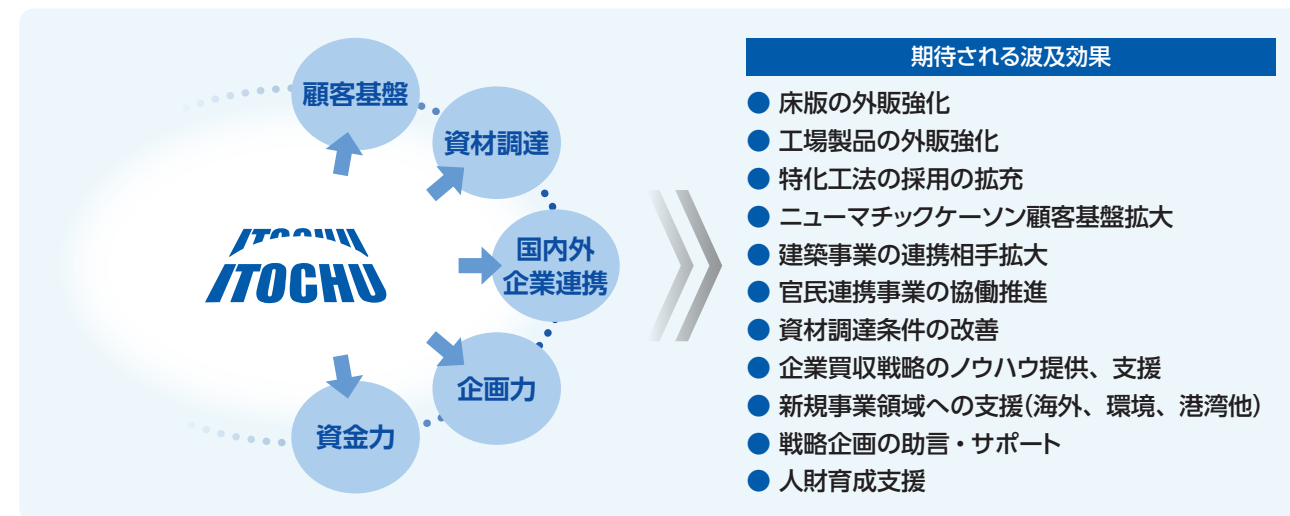 顧客基盤
資材調達
国内外
企業連携
企画力
資金力
ITOCHU
ITOCHU
期待される波及効果
● 床版の外販強化
● 工場製品の外販強化
● 特化工法の採用の拡充
● ニューマチックケーソン顧客基盤拡大
● 建築事業の連携相手拡大
● 官民連携事業の協働推進
● 資材調達条件の改善
● 企業買収戦略のノウハウ提供、支援
● 新規事業領域への支援(海外、環境、港湾他)
● 戦略企画の助言・サポート
● 人財育成支援